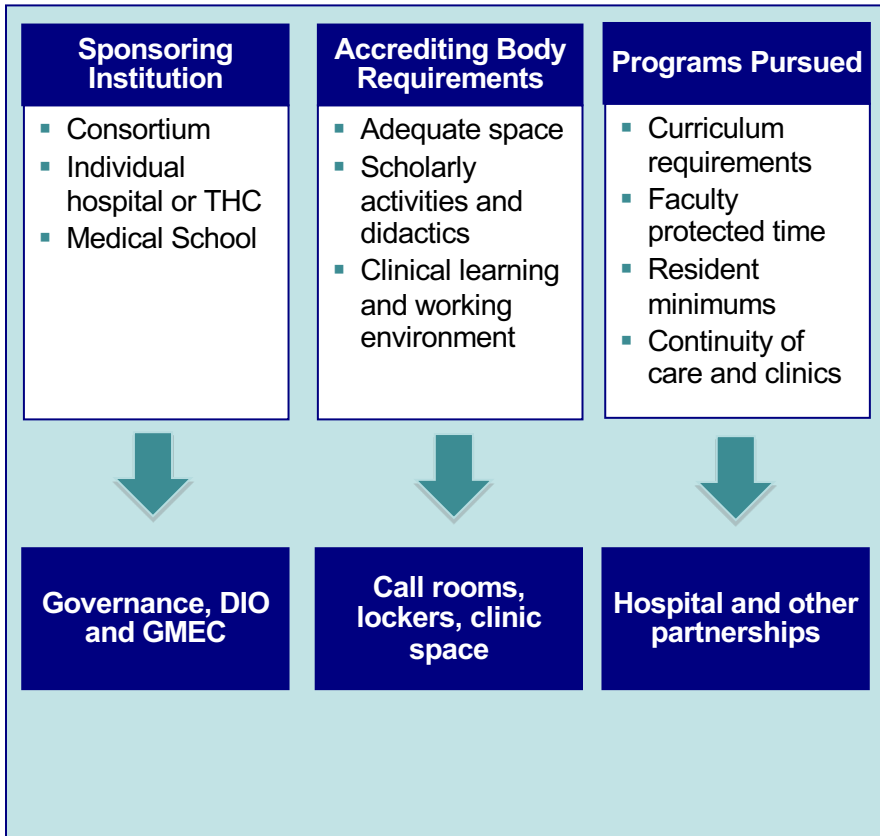 Sponsoring
Institution
Consortium
Individual
hospital or THC
Medical School
Governance, DIO
and GMEC
Accrediting Body
Requirements
Adequate space
Scholarly
activities and
didactics
Clinical learning
and working
environment
Call rooms,
lockers, clinic
space
Programs Pursued
Curriculum
requirements
Faculty
protected time
Resident
minimums
Continuity of
care and clinics
Hospital and other
partnerships